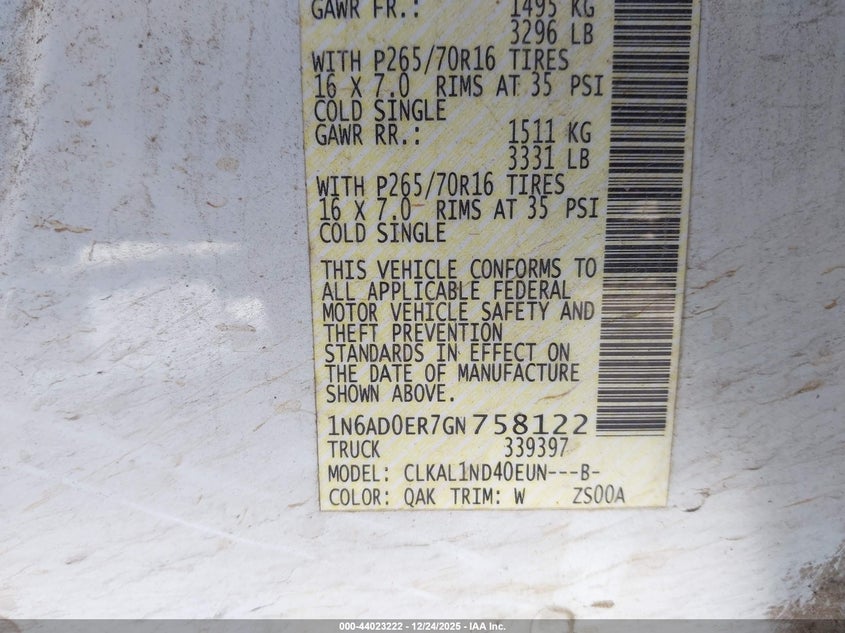 GAWR FR.: 1495 KG
3296 LB
WITH P265/70R16 TIRES
16 X 7.0 RIMS AT 35 PSI
COLD SINGLE
GAWR RR.: 1511 KG
3331 LB
WITH P265/70R16 TIRES
16 X 7.0 RIMS AT 35 PSI
COLD SINGLE
THIS VEHICLE CONFORMS TO
ALL APPLICABLE FEDERAL
MOTOR VEHICLE SAFETY AND
THEFT PREVENTION
STANDARDS IN EFFECT ON
THE DATE OF MANUFACTURE
SHOWN ABOVE.
1N6AD0ER7GN 758122
TRUCK 339397
MODEL: CLKAL1ND40EUN---B-
COLOR: QAK TRIM: W ZS00A
000-44023222 - 12/24/2025 - IAA Inc.